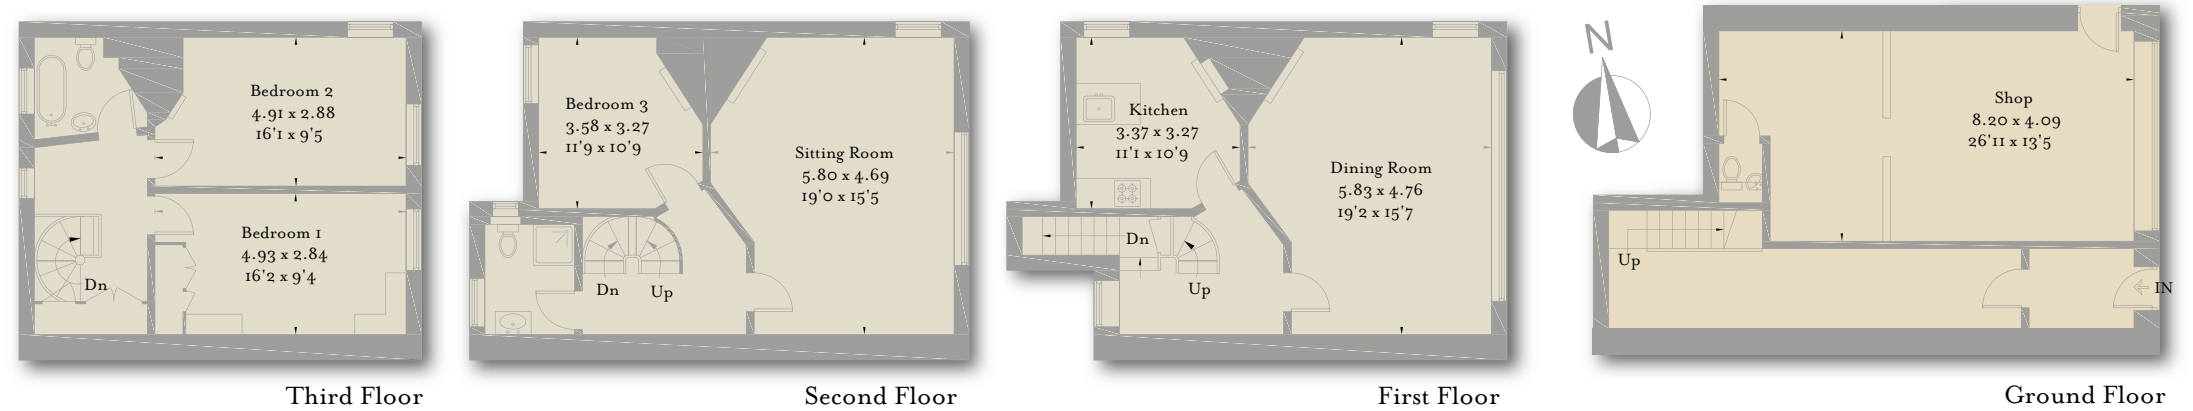 Bedroom 2
4.91 x 2.88
16'1 x 9'5
Bedroom 1
4.93 x 2.84
16'2 x 9'4
Dn
Third Floor
Bedroom 3
3.58 x 3.27
11'9 x 10'9
Sitting Room
5.80 x 4.69
19'0 x 15'5
Dn
Up
Second Floor
Kitchen
3.37 x 3.27
11'1 x 10'9
Dining Room
5.83 x 4.76
19'2 x 15'7
Dn
Up
First Floor
N
Shop
8.20 x 4.09
26'11 x 13'5
Up
IN
Ground Floor